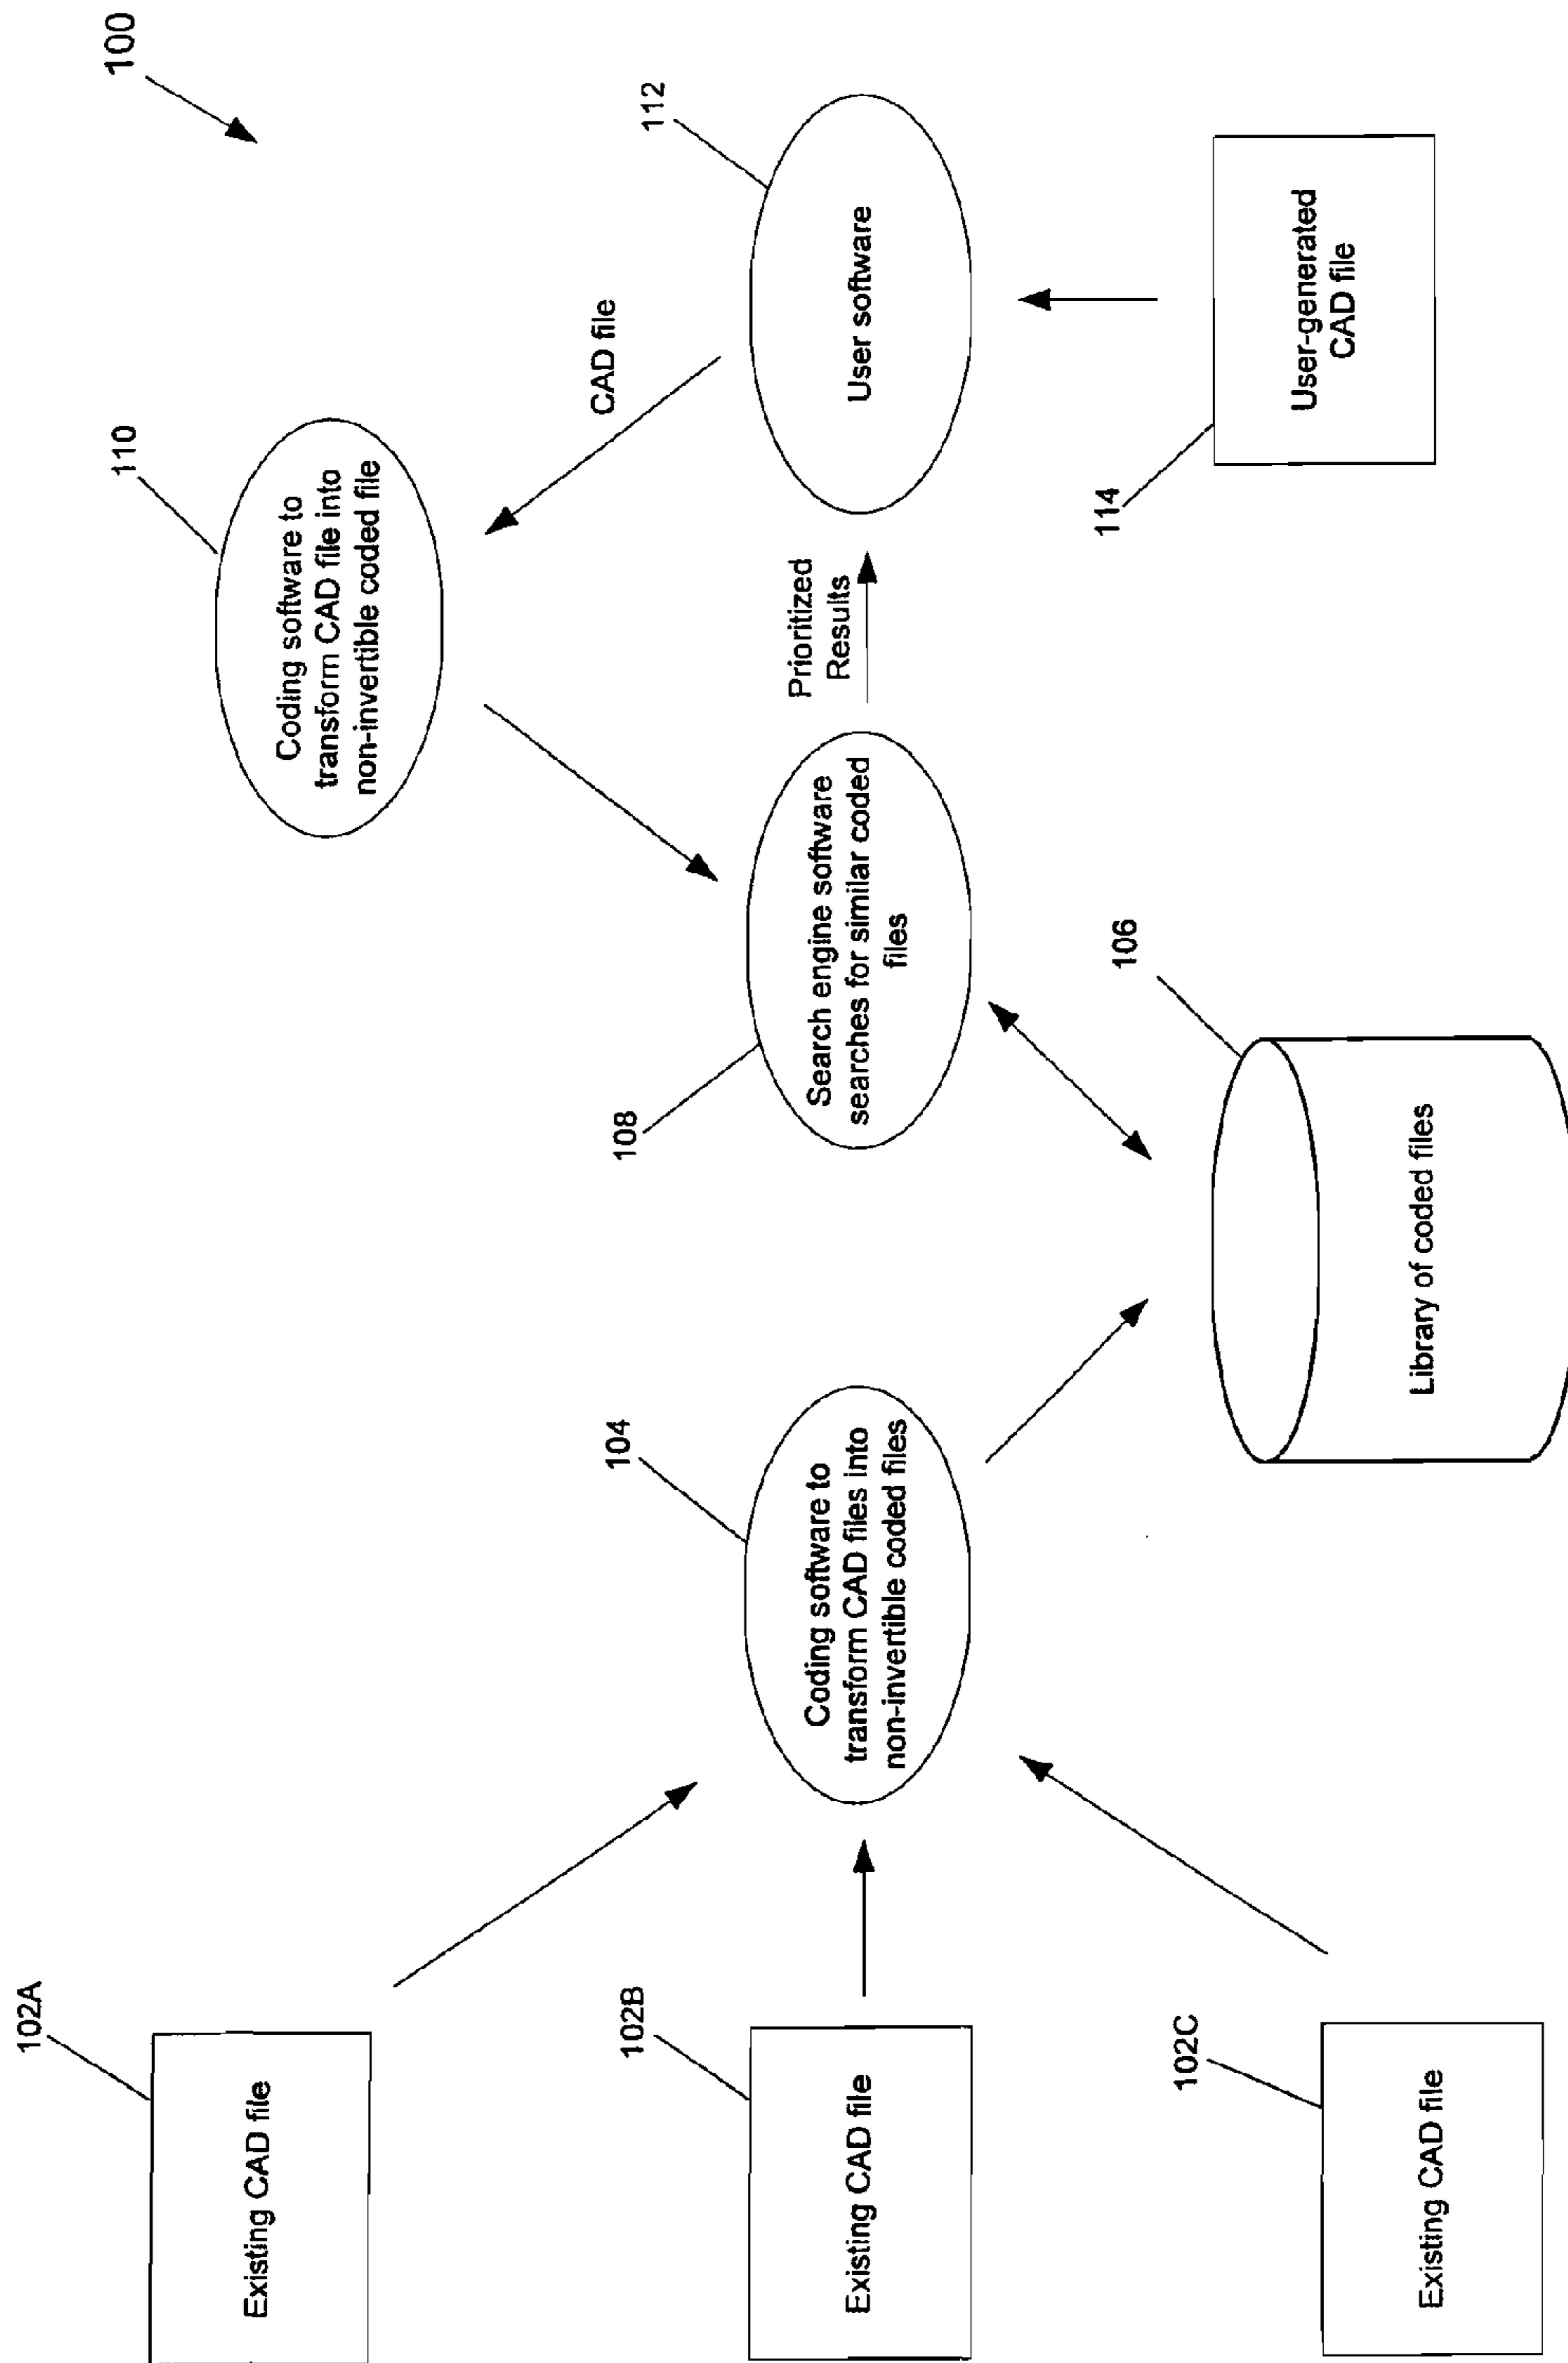 100
102A
Existing CAD file
102B
Existing CAD file
102C
Existing CAD file
104
Coding software to
transform CAD files into
non-invertible coded files
106
Library of coded files
108
Search engine software
searches for similar coded
files
Prioritized
Results
110
Coding software to
transform CAD file into
non-invertible coded file
CAD file
112
User software
114
User-generated
CAD file